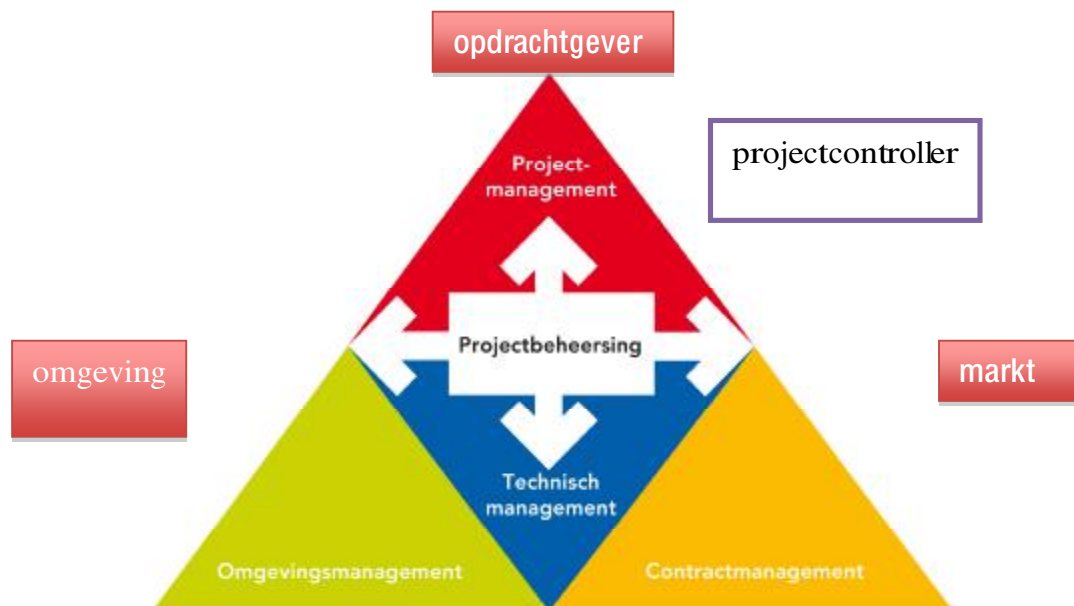 opdrachtgever
projectcontroller
Project-
management
omgeving
Projectbeheersing
markt
Technisch
management
Omgevingsmanagement
Contractmanagement